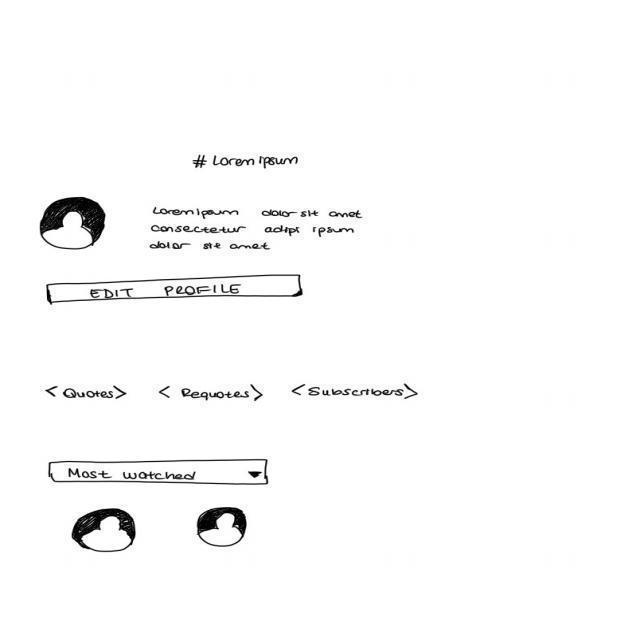 # Lorem ipsum
Lorem ipsum dolor sit amet
consectetur adipi ipsum
dolor sit amet
EDIT PROFILE
<Quotes> <Requotes> <Subscribers>
Most watched